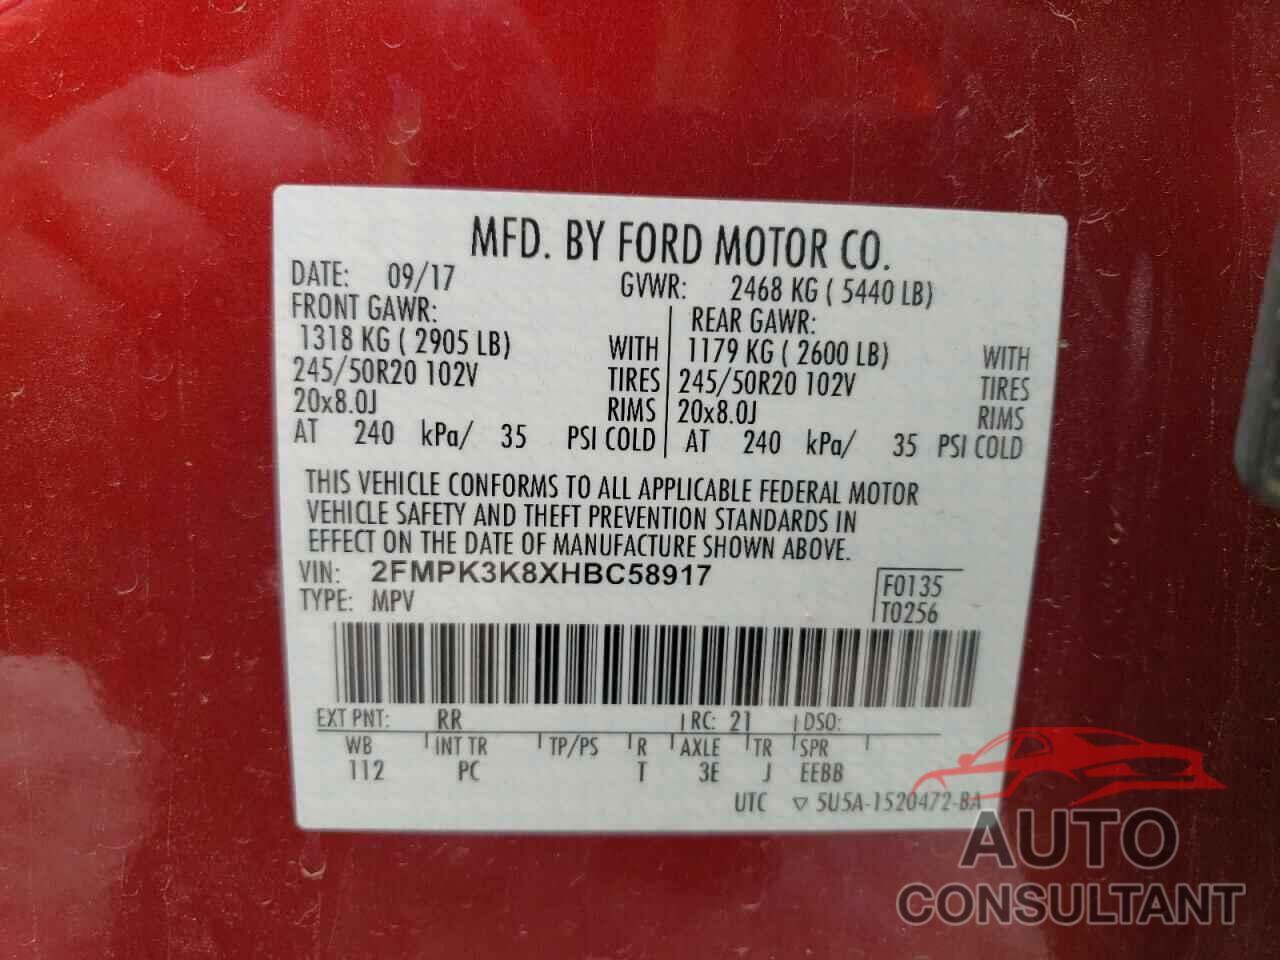 MFD. BY FORD MOTOR CO.
DATE: 09/17 GVWR: 2468 KG ( 5440 LB)
FRONT GAWR: REAR GAWR:
1318 KG ( 2905 LB) WITH 1179 KG ( 2600 LB) WITH
245/50R20 102V TIRES 245/50R20 102V TIRES
20x8.0J RIMS 20x8.0J RIMS
AT 240 kPa/ 35 PSI COLD AT 240 kPa/ 35 PSI COLD
THIS VEHICLE CONFORMS TO ALL APPLICABLE FEDERAL MOTOR
VEHICLE SAFETY AND THEFT PREVENTION STANDARDS IN
EFFECT ON THE DATE OF MANUFACTURE SHOWN ABOVE.
VIN: 2FMPK3K8XHBC58917 F0135
TYPE: MPV T0256
EXT PNT: RR RC: 21 DSO:
WB INT TR TP/PS R AXLE TR SPR
112 PC T 3E J EEBB
UTC ▽ 5U5A-1520472-BA
AUTO
CONSULTANT